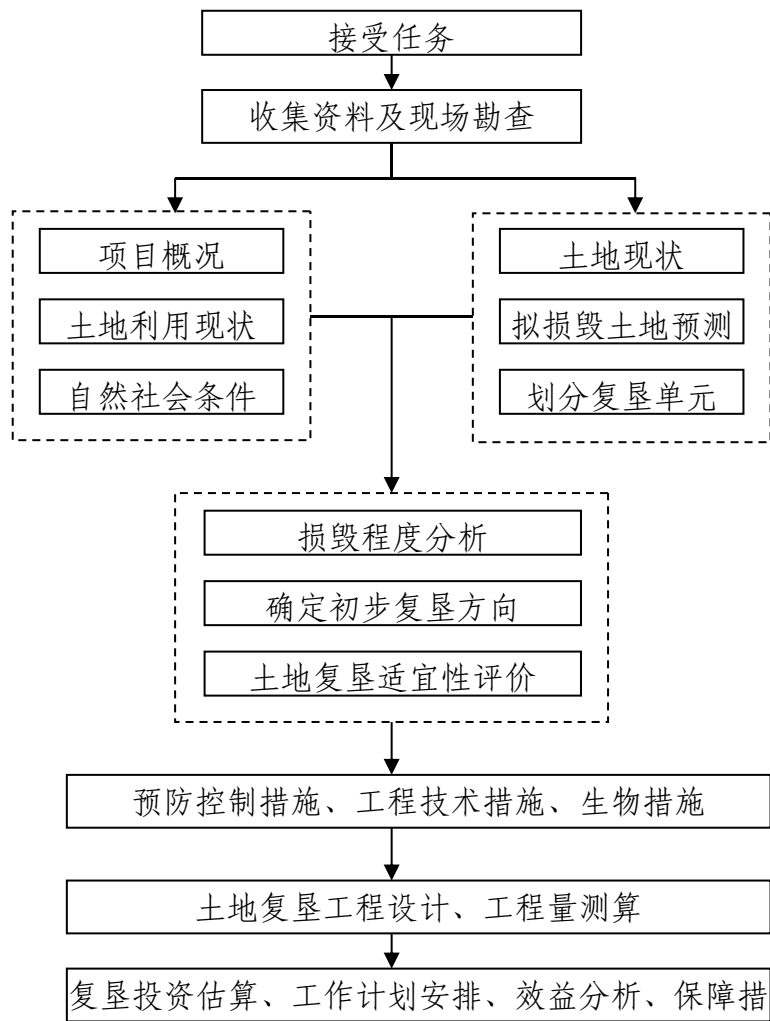 接受任务
收集资料及现场勘查
项目概况
土地利用现状
自然社会条件
土地现状
拟损毁土地预测
划分复垦单元
损毁程度分析
确定初步复垦方向
土地复垦适宜性评价
预防控制措施、工程技术措施、生物措施
土地复垦工程设计、工程量测算
复垦投资估算、工作计划安排、效益分析、保障措